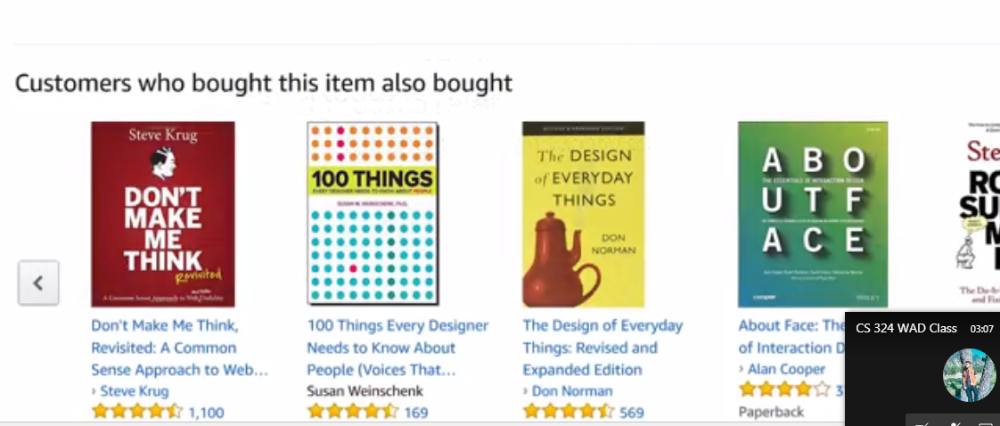 Customers who bought this item also bought
Steve Krug
DON'T
MAKE
ME
THINK
Revisited
A Common Sense Approach to Web Usability
Don't Make Me Think,
Revisited: A Common
Sense Approach to Web...
› Steve Krug
1,100
100 THINGS
EVERY DESIGNER NEEDS TO KNOW ABOUT PEOPLE
SUSAN M. WEINSCHENK, PH.D.
100 Things Every Designer
Needs to Know About
People (Voices That...
Susan Weinschenk
169
REVISED & EXPANDED EDITION
The DESIGN
of EVERYDAY
THINGS
DON
NORMAN
The Design of Everyday
Things: Revised and
Expanded Edition
› Don Norman
569
A B O
THE ESSENTIALS OF INTERACTION DESIGN
U T F
A C E
cooper
WILEY
About Face: The
of Interaction D
› Alan Cooper
3
Paperback
Ste
RO
SU
M
The Do-It-
and Fixi
CS 324 WAD Class 03:07